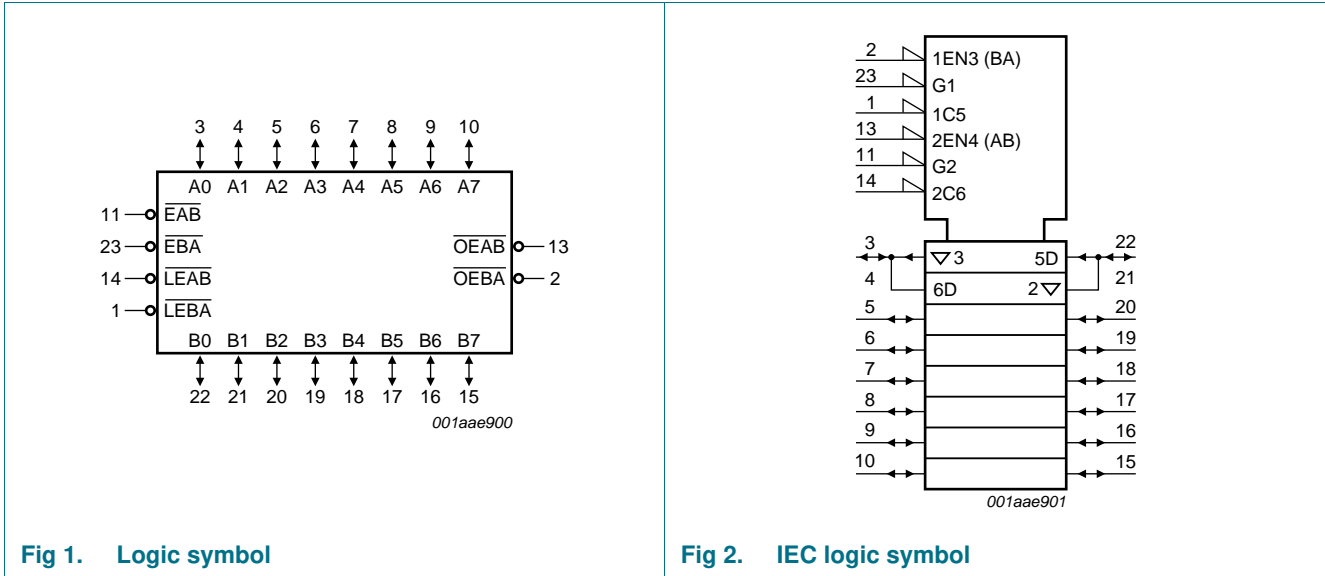 3 4 5 6 7 8 9 10
A0 A1 A2 A3 A4 A5 A6 A7
11 EAB
23 EBA OEAB 13
14 LEAB OEBA 2
1 LEBA
B0 B1 B2 B3 B4 B5 B6 B7
22 21 20 19 18 17 16 15
001aae900
Fig 1. Logic symbol
2 1EN3 (BA)
23 G1
1 1C5
13 2EN4 (AB)
11 G2
14 2C6
3 ▽3 5D 22
4 6D 2▽ 21
5 20
6 19
7 18
8 17
9 16
10 15
001aae901
Fig 2. IEC logic symbol